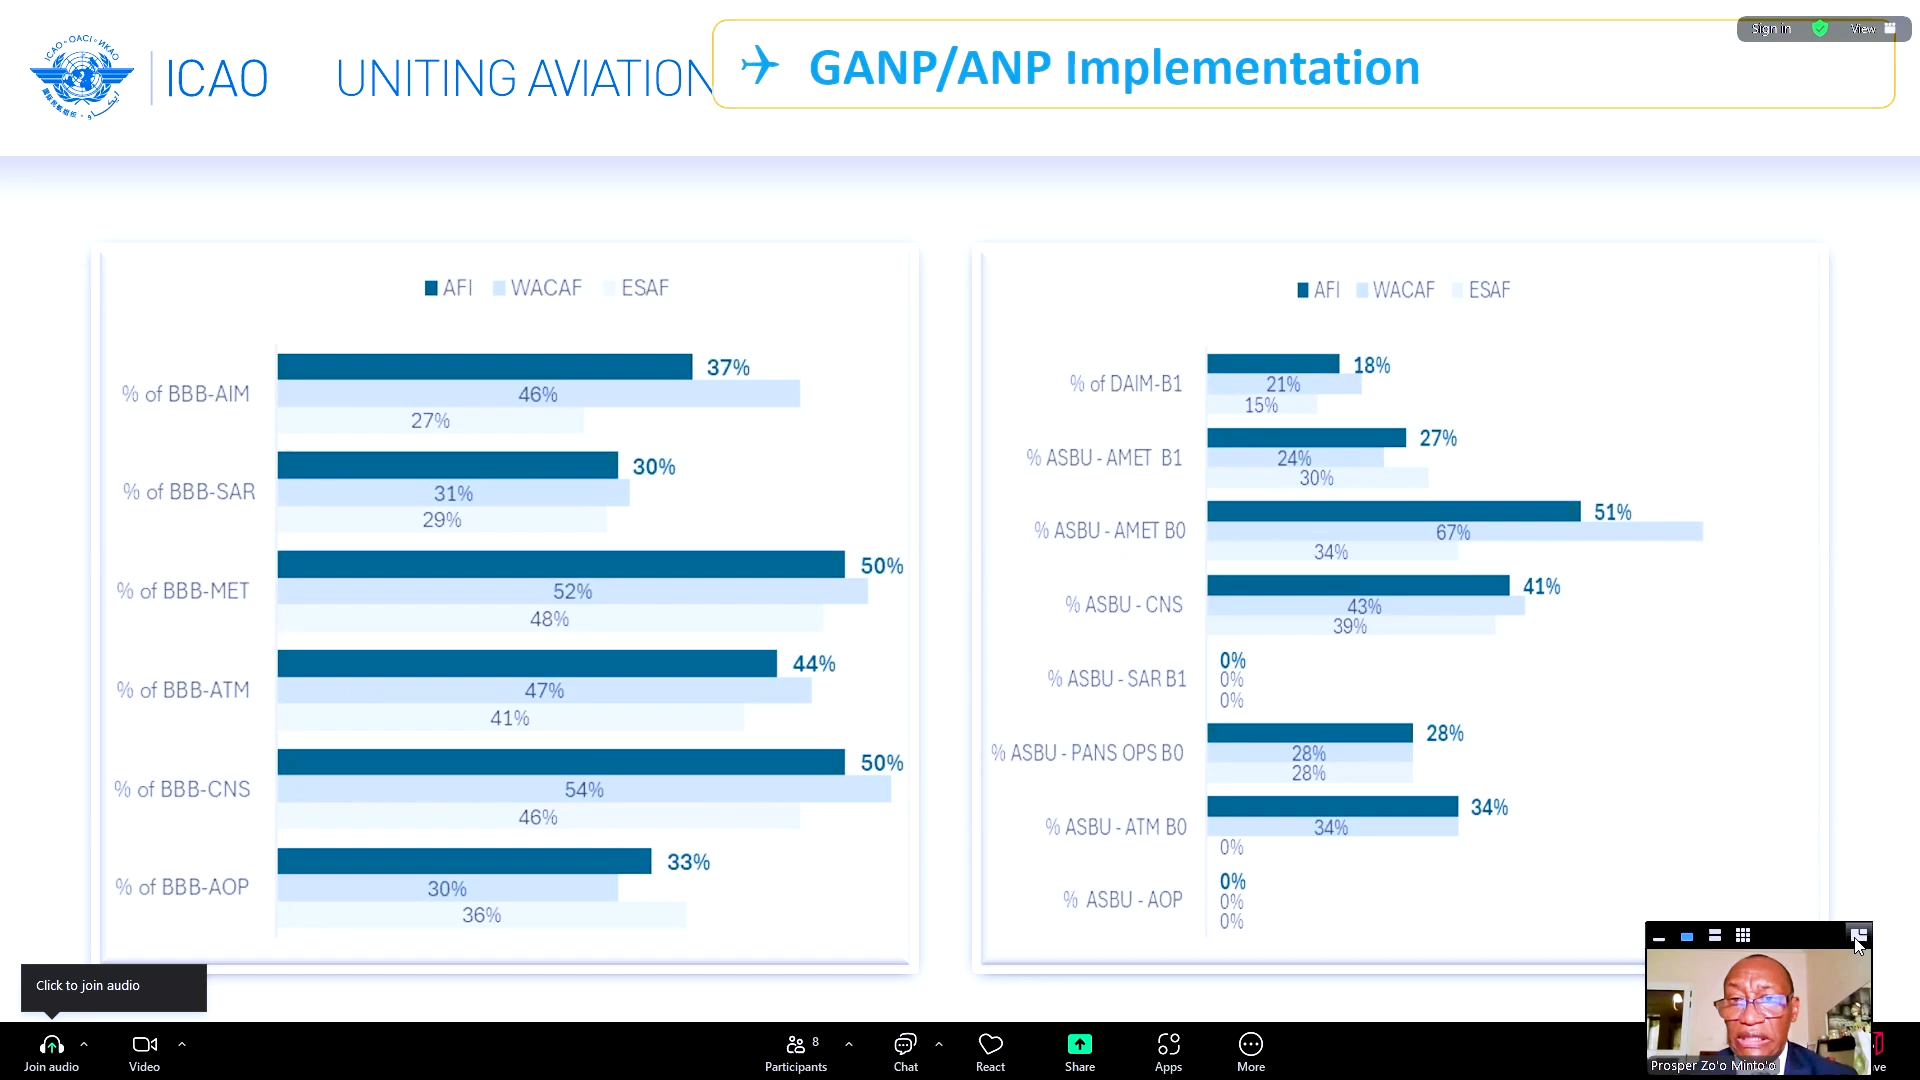 Sign in
View
ICAO · OACI · ИКАО
ICAO
UNITING AVIATION
GANP/ANP Implementation
AFI WACAF ESAF
% of BBB-AIM
37%
46%
27%
% of BBB-SAR
30%
31%
29%
% of BBB-MET
50%
52%
48%
% of BBB-ATM
44%
47%
41%
% of BBB-CNS
50%
54%
46%
% of BBB-AOP
33%
30%
36%
AFI WACAF ESAF
% of DAIM-B1
18%
21%
15%
% ASBU - AMET B1
27%
24%
30%
% ASBU - AMET B0
51%
67%
34%
% ASBU - CNS
41%
43%
39%
% ASBU - SAR B1
0%
0%
0%
% ASBU - PANS OPS B0
28%
28%
28%
% ASBU - ATM B0
34%
34%
0%
% ASBU - AOP
0%
0%
0%
Click to join audio
Prosper Zo'o Minto'o
8
Join audio
Video
Participants
Chat
React
Share
Apps
More